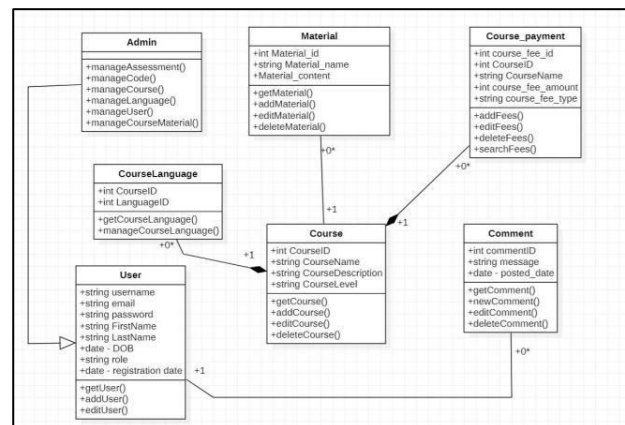 Admin
+manageAssessment()
+manageCode()
+manageCourse()
+manageLanguage()
+manageUser()
+manageCourseMaterial()
Material
+int Material_id
+string Material_name
+Material_content
+getMaterial()
+addMaterial()
+editMaterial()
+deleteMaterial()
+0*
+1
Course_payment
+int course_fee_id
+int CourseID
+string CourseName
+int course_fee_amount
+string course_fee_type
+addFees()
+editFees()
+deleteFees()
+searchFees()
+0*
+1
CourseLanguage
+int CourseID
+int LanguageID
+getCourseLanguage()
+manageCourseLanguage()
+0*
+1
Course
+int CourseID
+string CourseName
+string CourseDescription
+string CourseLevel
+getCourse()
+addCourse()
+editCourse()
+deleteCourse()
Comment
+int commentID
+string message
+date - posted_date
+getComment()
+newComment()
+editComment()
+deleteComment()
+0*
User
+string username
+string email
+string password
+string FirstName
+string LastName
+date - DOB
+string role
+date - registration date
+getUser()
+addUser()
+editUser()
+1